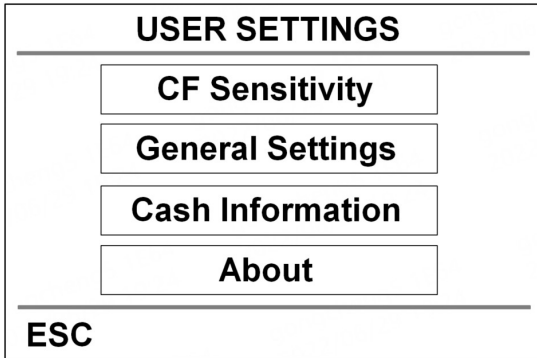 USER SETTINGS
CF Sensitivity
General Settings
Cash Information
About
ESC